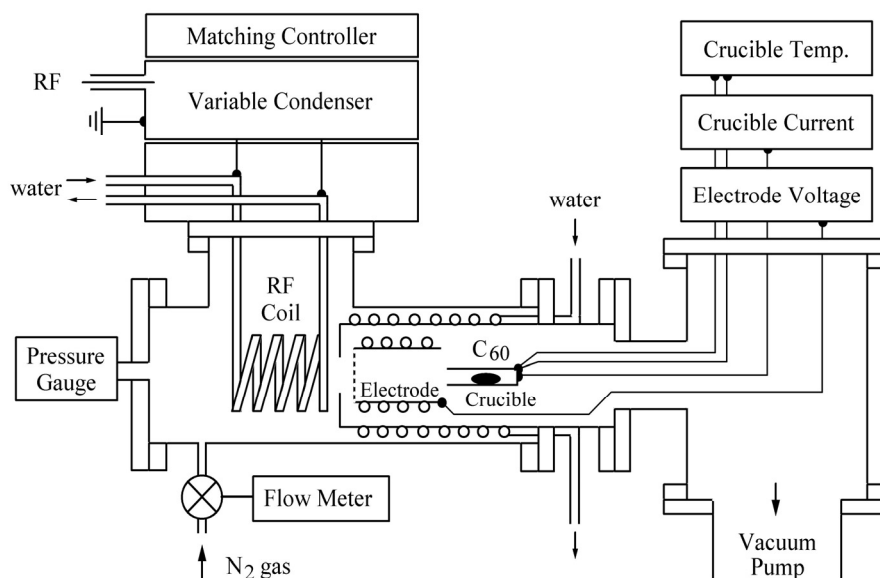 Matching Controller
RF
Variable Condenser
water
Crucible Temp.
Crucible Current
Electrode Voltage
water
RF
Coil
Pressure
Gauge
C60
Electrode
Crucible
Flow Meter
N2 gas
Vacuum
Pump